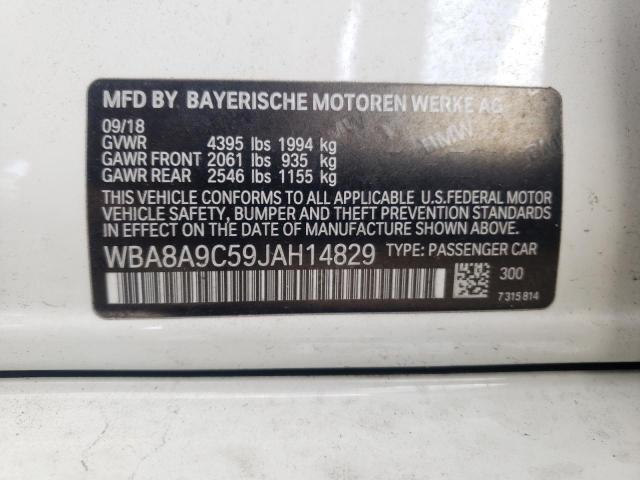 MFD BY BAYERISCHE MOTOREN WERKE AG
09/18
GVWR 4395 lbs 1994 kg
GAWR FRONT 2061 lbs 935 kg
GAWR REAR 2546 lbs 1155 kg
THIS VEHICLE CONFORMS TO ALL APPLICABLE U.S.FEDERAL MOTOR
VEHICLE SAFETY, BUMPER, AND THEFT PREVENTION STANDARDS
IN EFFECT ON THE DATE OF MANUFACTURE SHOWN ABOVE.
WBA8A9C59JAH14829 TYPE: PASSENGER CAR
300
7315814
BMW